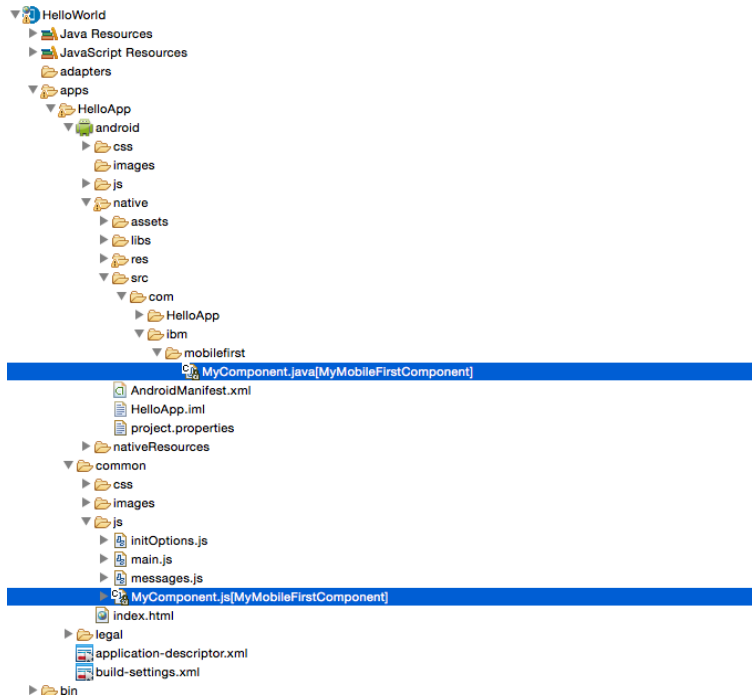 HelloWorld
Java Resources
JavaScript Resources
adapters
apps
HelloApp
android
css
images
js
native
assets
libs
res
src
com
HelloApp
ibm
mobilefirst
MyComponent.java[MyMobileFirstComponent]
AndroidManifest.xml
HelloApp.iml
project.properties
nativeResources
common
css
images
js
initOptions.js
main.js
messages.js
MyComponent.js[MyMobileFirstComponent]
index.html
legal
application-descriptor.xml
build-settings.xml
bin